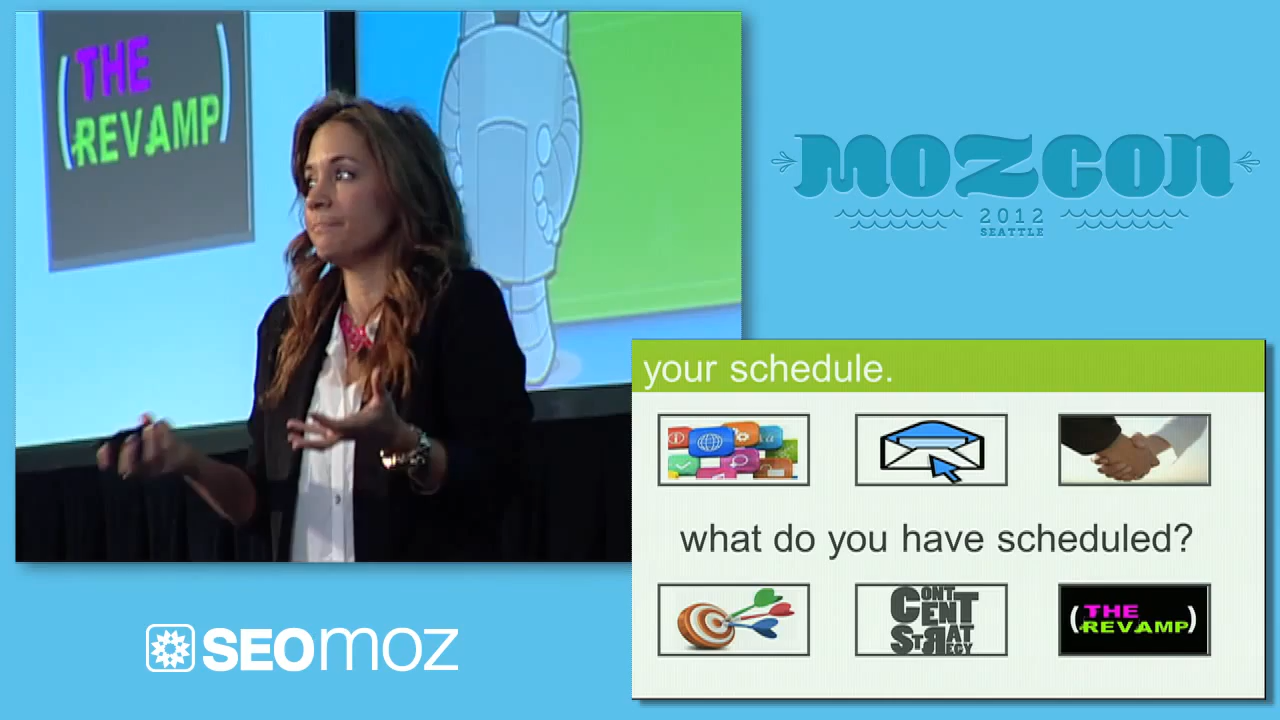 (THE
REVAMP)
MOZCON
2012
SEATTLE
your schedule.
what do you have scheduled?
CONT
CENT
STRAT
EGY
(THE
REVAMP)
SEOmoz